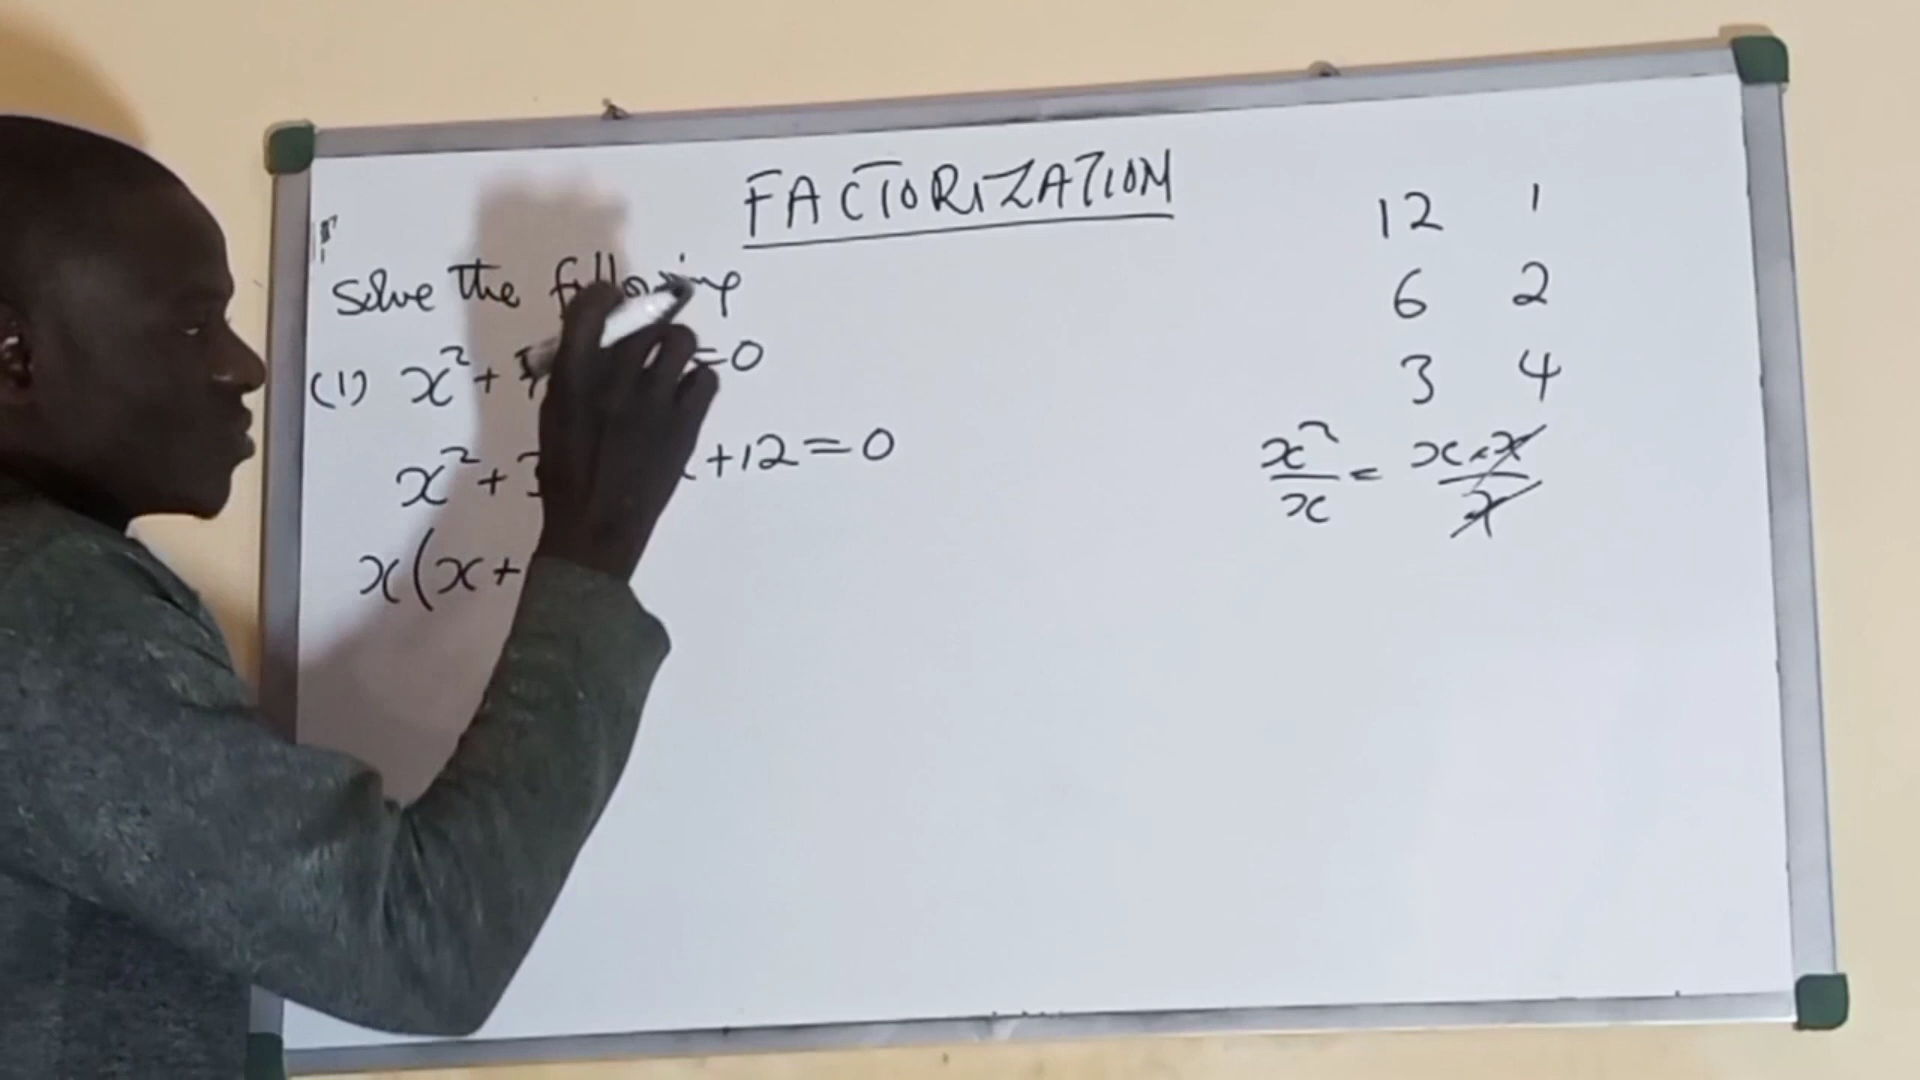 FACTORIZATION
Solve the following
(1) x² + =0
x² + 3 +12=0
x(x+
12 1
6 2
3 4
x²/x = x·x/x